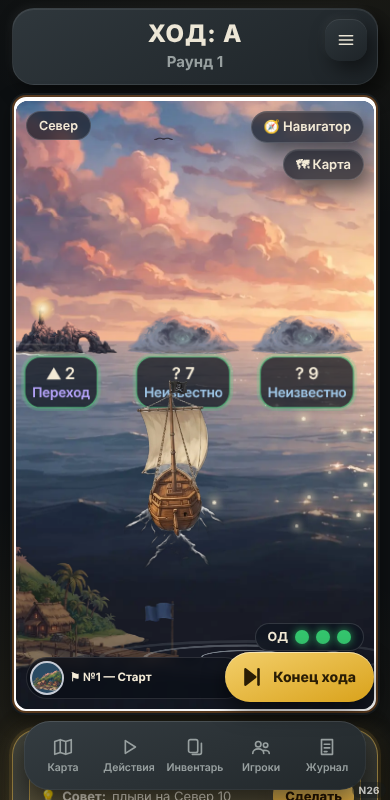 ХОД: А
Раунд 1
Север
Навигатор
Карта
▲ 2
Переход
? 7
Неизвестно
? 9
Неизвестно
ОД
№1 — Старт
Конец хода
Карта
Действия
Инвентарь
Игроки
Журнал
Совет: плыви на Север 10
Сделать
N26